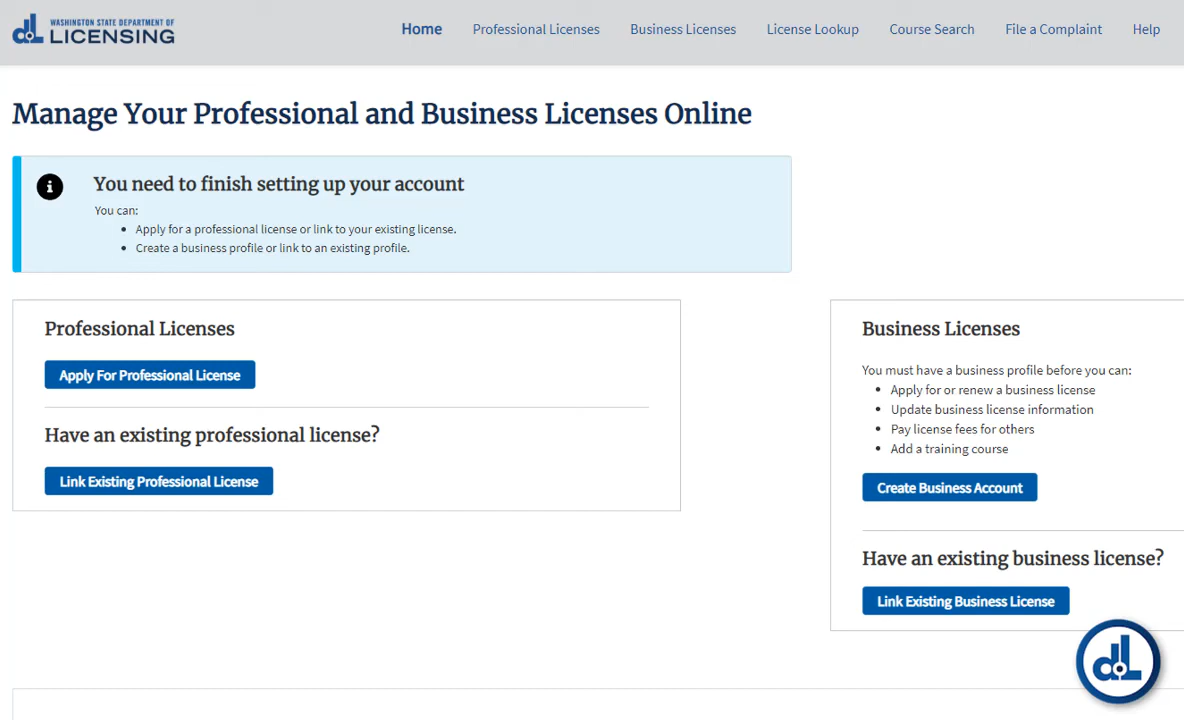 WASHINGTON STATE DEPARTMENT OF
LICENSING
Home Professional Licenses Business Licenses License Lookup Course Search File a Complaint Help
Manage Your Professional and Business Licenses Online
You need to finish setting up your account
You can:
• Apply for a professional license or link to your existing license.
• Create a business profile or link to an existing profile.
Professional Licenses
Apply For Professional License
Have an existing professional license?
Link Existing Professional License
Business Licenses
You must have a business profile before you can:
• Apply for or renew a business license
• Update business license information
• Pay license fees for others
• Add a training course
Create Business Account
Have an existing business license?
Link Existing Business License
dol